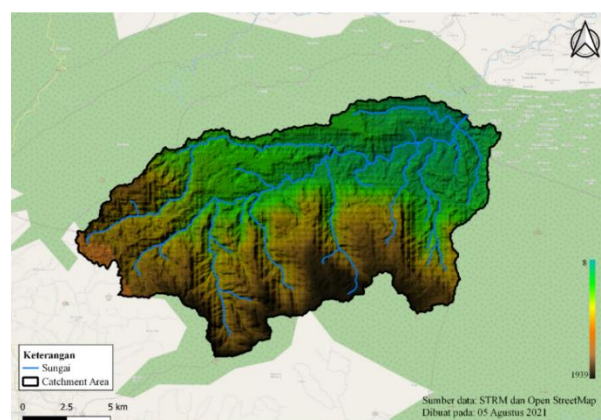 8
1939
Keterangan
Sungai
Catchment Area
0 2.5 5 km
Sumber data: STRM dan Open StreetMap
Dibuat pada: 05 Agustus 2021